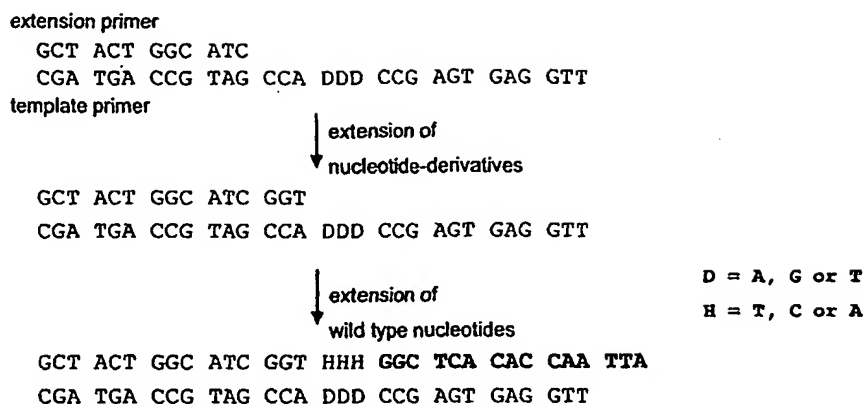 extension primer
GCT ACT GGC ATC
CGA TGA CCG TAG CCA DDD CCG AGT GAG GTT
template primer
extension of
nucleotide-derivatives
GCT ACT GGC ATC GGT
CGA TGA CCG TAG CCA DDD CCG AGT GAG GTT
extension of
wild type nucleotides
D = A, G or T
H = T, C or A
GCT ACT GGC ATC GGT HHH GGC TCA CAC CAA TTA
CGA TGA CCG TAG CCA DDD CCG AGT GAG GTT